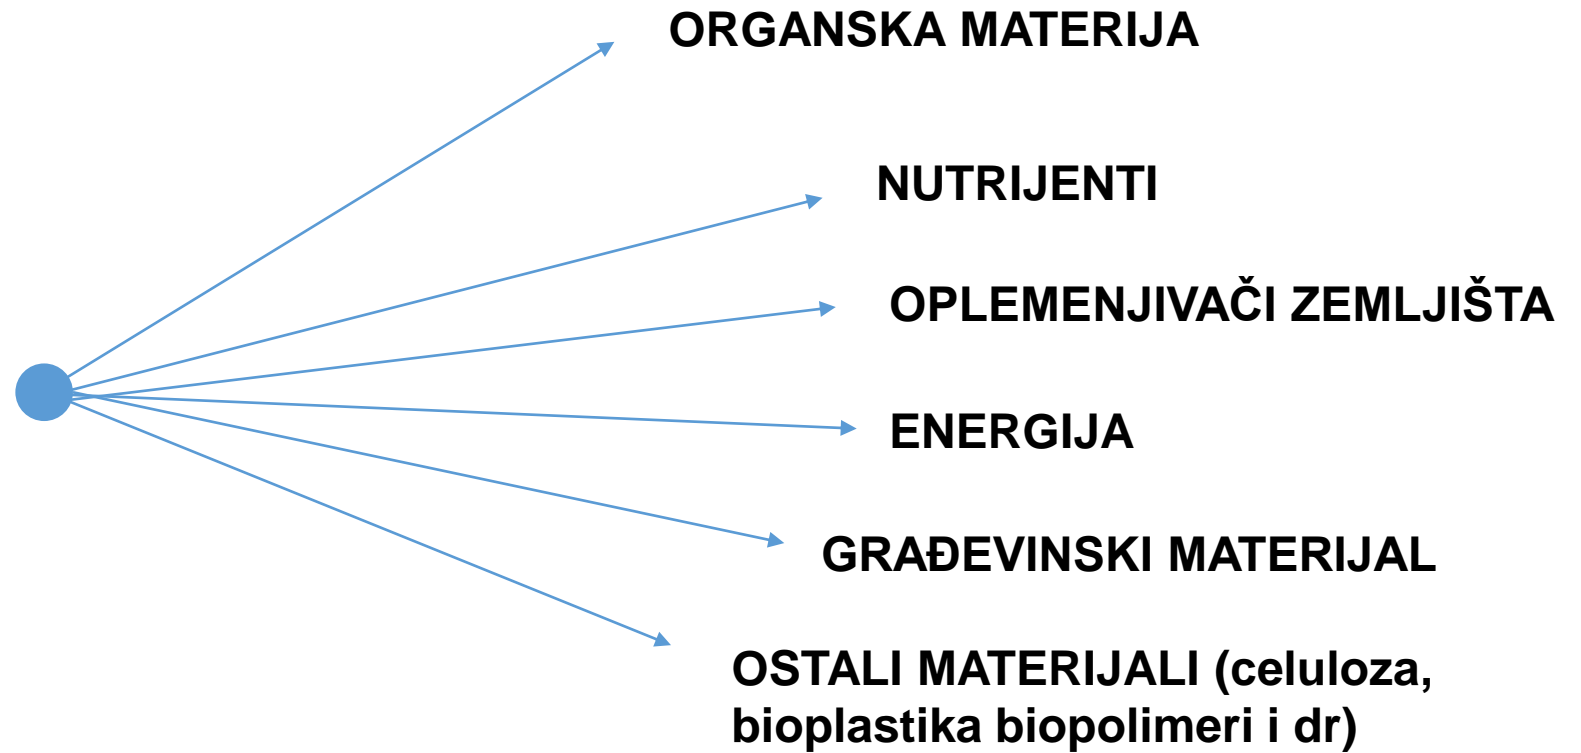 ORGANSKA MATERIJA
NUTRIJENTI
OPLEMENJIVAČI ZEMLJIŠTA
ENERGIJA
GRAĐEVINSKI MATERIJAL
OSTALI MATERIJALI (celuloza,
bioplastika biopolimeri i dr)